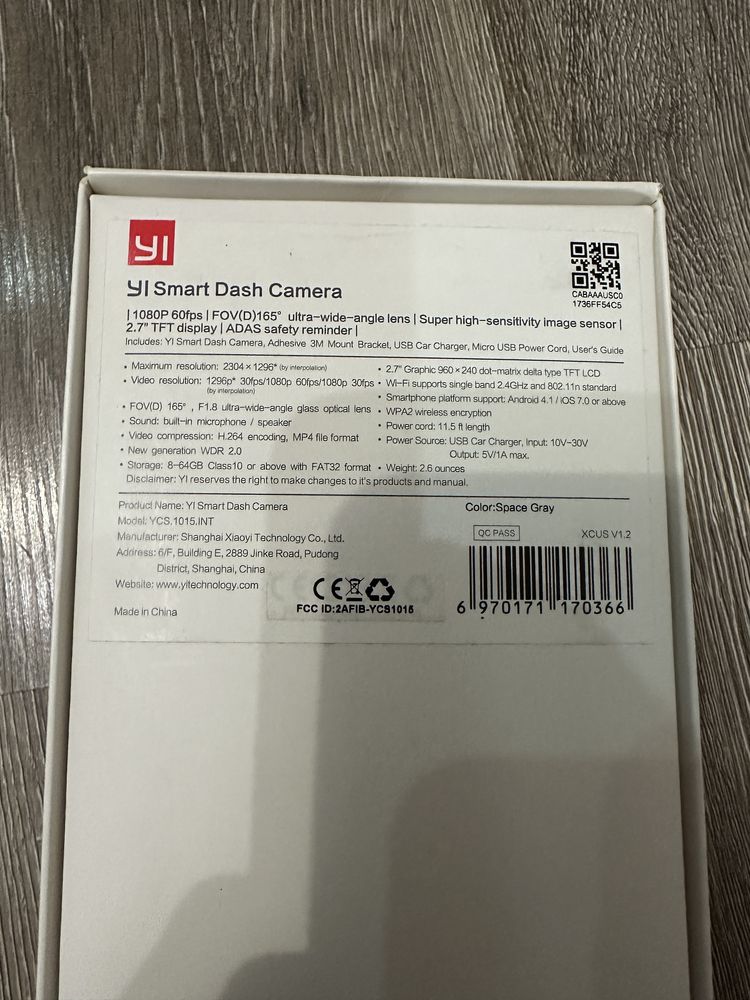 YI
YI Smart Dash Camera
CABAAAUSC0
1736FF54C5
| 1080P 60fps | FOV(D)165° ultra-wide-angle lens | Super high-sensitivity image sensor |
2.7" TFT display | ADAS safety reminder |
Includes: YI Smart Dash Camera, Adhesive 3M Mount Bracket, USB Car Charger, Micro USB Power Cord, User's Guide
• Maximum resolution: 2304×1296* (by interpolation)
• Video resolution: 1296p* 30fps/1080p 60fps/1080p 30fps
(by interpolation)
• FOV(D) 165° , F1.8 ultra-wide-angle glass optical lens
• Sound: built-in microphone / speaker
• Video compression: H.264 encoding, MP4 file format
• New generation WDR 2.0
• Storage: 8-64GB Class10 or above with FAT32 format
• 2.7" Graphic 960×240 dot-matrix delta type TFT LCD
• Wi-Fi supports single band 2.4GHz and 802.11n standard
• Smartphone platform support: Android 4.1 / iOS 7.0 or above
• WPA2 wireless encryption
• Power cord: 11.5 ft length
• Power Source: USB Car Charger, Input: 10V-30V
Output: 5V/1A max.
• Weight: 2.6 ounces
Disclaimer: YI reserves the right to make changes to it's products and manual.
Product Name: YI Smart Dash Camera
Model: YCS.1015.INT
Manufacturer: Shanghai Xiaoyi Technology Co., Ltd.
Address: 6/F, Building E, 2889 Jinke Road, Pudong
District, Shanghai, China
Website: www.yitechnology.com
Made in China
CE
FCC ID:2AFIB-YCS1015
Color:Space Gray
QC PASS
XCUS V1.2
6 970171 170366